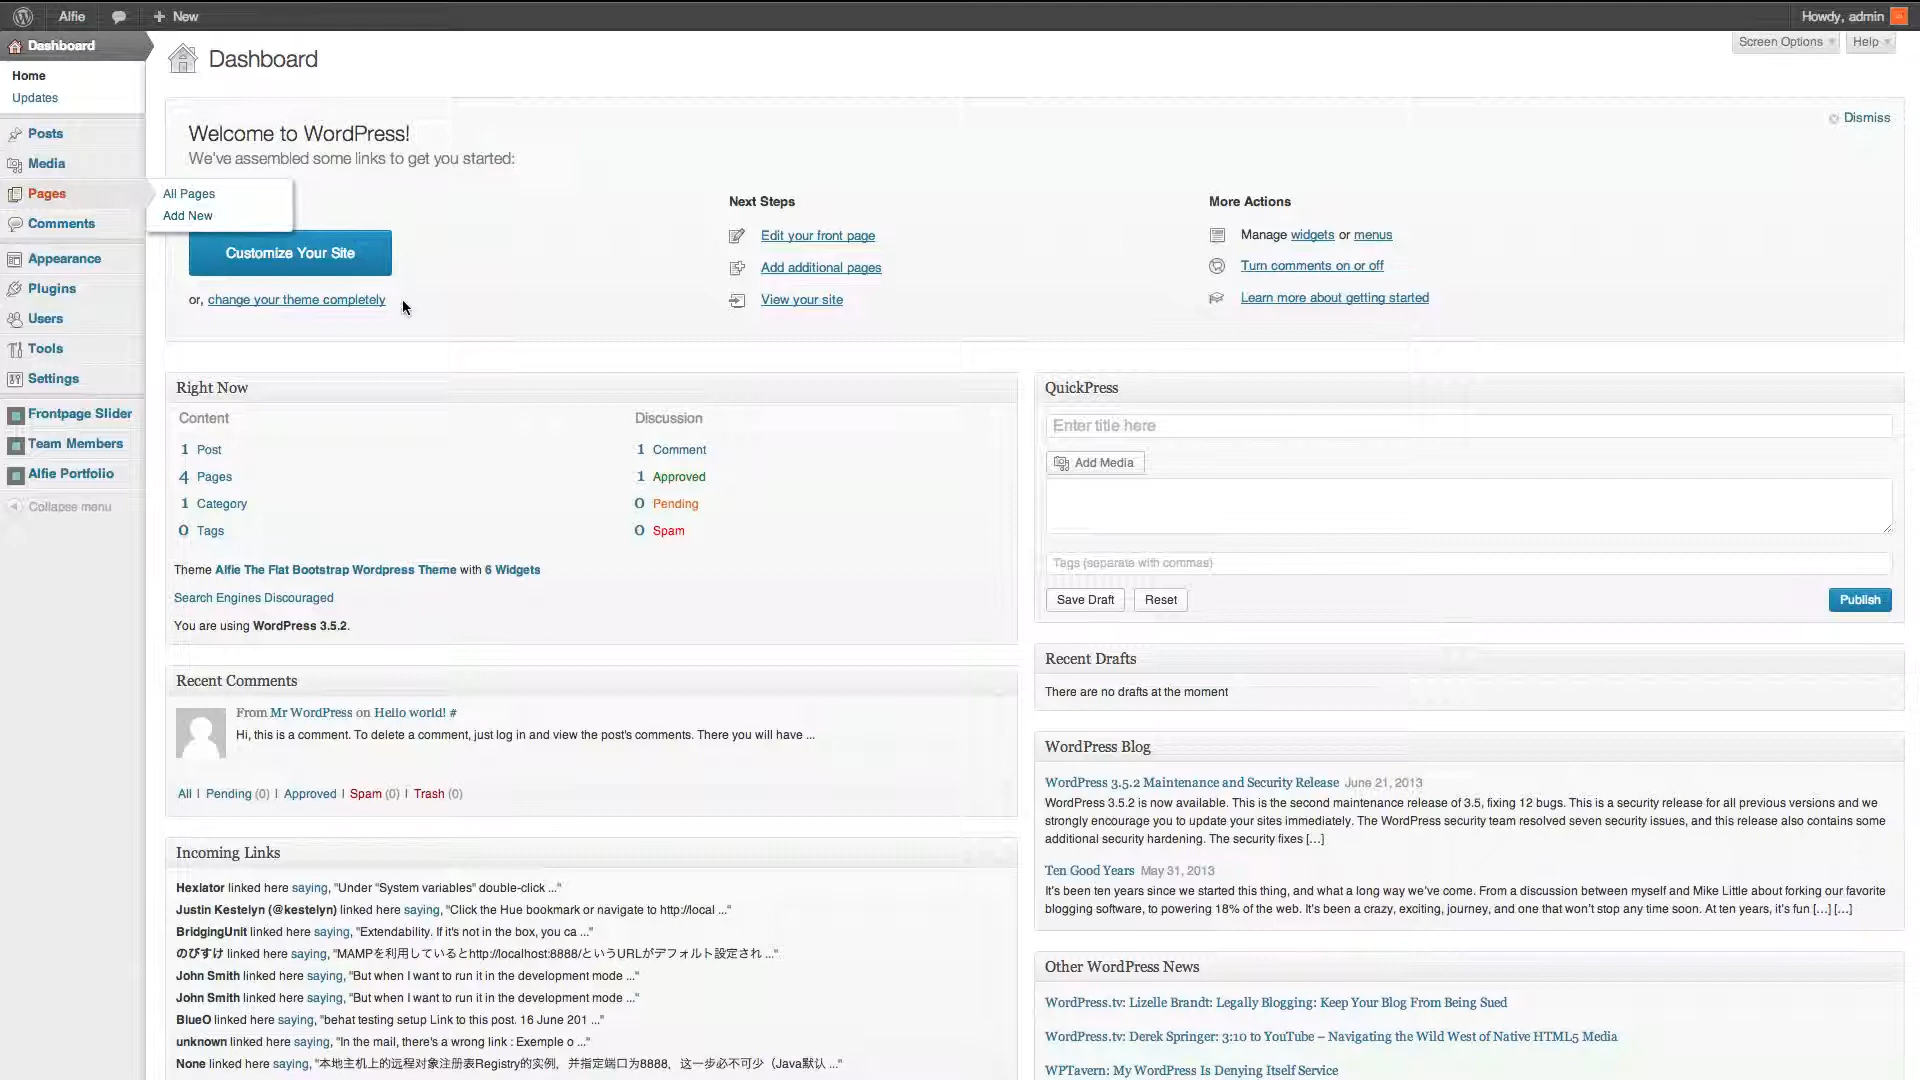 Alfie
New
Howdy, admin
Dashboard
Home
Updates
Posts
Media
Pages
Comments
Appearance
Plugins
Users
Tools
Settings
Frontpage Slider
Team Members
Alfie Portfolio
Collapse menu
All Pages
Add New
Screen Options
Help
Dashboard
Welcome to WordPress!
We've assembled some links to get you started:
Dismiss
Customize Your Site
or, change your theme completely
Next Steps
Edit your front page
Add additional pages
View your site
More Actions
Manage widgets or menus
Turn comments on or off
Learn more about getting started
Right Now
Content
1 Post
4 Pages
1 Category
0 Tags
Discussion
1 Comment
1 Approved
0 Pending
0 Spam
Theme Alfie The Flat Bootstrap Wordpress Theme with 6 Widgets
Search Engines Discouraged
You are using WordPress 3.5.2.
Recent Comments
From Mr WordPress on Hello world! #
Hi, this is a comment. To delete a comment, just log in and view the post's comments. There you will have ...
All | Pending (0) | Approved | Spam (0) | Trash (0)
Incoming Links
Hexlator linked here saying, "Under "System variables" double-click ..."
Justin Kestelyn (@kestelyn) linked here saying, "Click the Hue bookmark or navigate to http://local ..."
BridgingUnit linked here saying, "Extendability. If it's not in the box, you ca ..."
のびすけ linked here saying, "MAMPを利用しているとhttp://localhost:8888/というURLがデフォルト設定され ..."
John Smith linked here saying, "But when I want to run it in the development mode ..."
John Smith linked here saying, "But when I want to run it in the development mode ..."
BlueO linked here saying, "behat testing setup Link to this post. 16 June 201 ..."
unknown linked here saying, "In the mail, there's a wrong link : Exemple o ..."
None linked here saying, "本地主机上的远程对象注册表Registry的实例，并指定端口为8888，这一步必不可少（Java默认 ..."
QuickPress
Enter title here
Add Media
Tags (separate with commas)
Save Draft
Reset
Publish
Recent Drafts
There are no drafts at the moment
WordPress Blog
WordPress 3.5.2 Maintenance and Security Release June 21, 2013
WordPress 3.5.2 is now available. This is the second maintenance release of 3.5, fixing 12 bugs. This is a security release for all previous versions and we
strongly encourage you to update your sites immediately. The WordPress security team resolved seven security issues, and this release also contains some
additional security hardening. The security fixes [...]
Ten Good Years May 31, 2013
It's been ten years since we started this thing, and what a long way we've come. From a discussion between myself and Mike Little about forking our favorite
blogging software, to powering 18% of the web. It's been a crazy, exciting, journey, and one that won't stop any time soon. At ten years, it's fun [...] [...]
Other WordPress News
WordPress.tv: Lizelle Brandt: Legally Blogging: Keep Your Blog From Being Sued
WordPress.tv: Derek Springer: 3:10 to YouTube – Navigating the Wild West of Native HTML5 Media
WPTavern: My WordPress Is Denying Itself Service